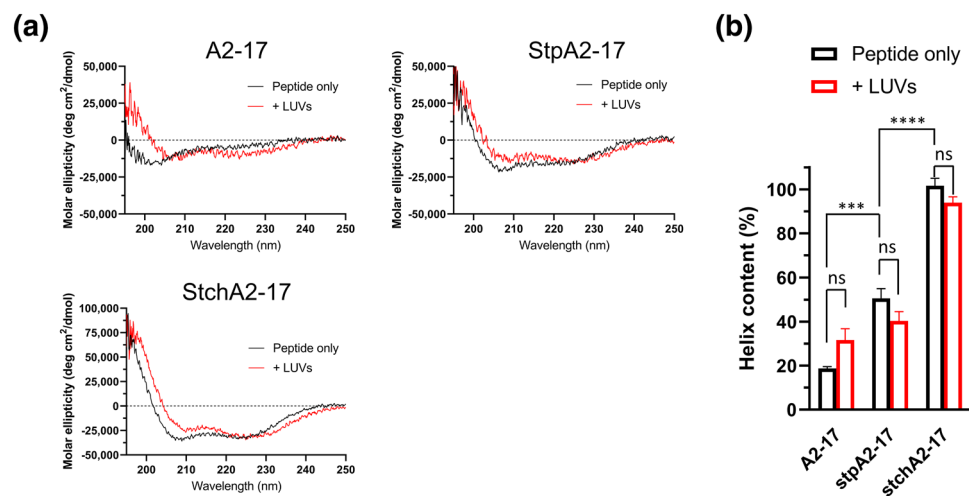 (a)
A2-17
Molar ellipticity (deg cm²/dmol)
50,000
25,000
0
-25,000
-50,000
200
210
220
230
240
250
Wavelength (nm)
Peptide only
+ LUVs
StpA2-17
Molar ellipticity (deg cm²/dmol)
50,000
25,000
0
-25,000
-50,000
200
210
220
230
240
250
Wavelength (nm)
Peptide only
+ LUVs
StchA2-17
Molar ellipticity (deg cm²/dmol)
100,000
75,000
50,000
25,000
0
-25,000
-50,000
200
210
220
230
240
250
Wavelength (nm)
Peptide only
+ LUVs
(b)
Peptide only
+ LUVs
Helix content (%)
100
80
60
40
20
0
ns
***
ns
****
ns
A2-17
stpA2-17
stchA2-17